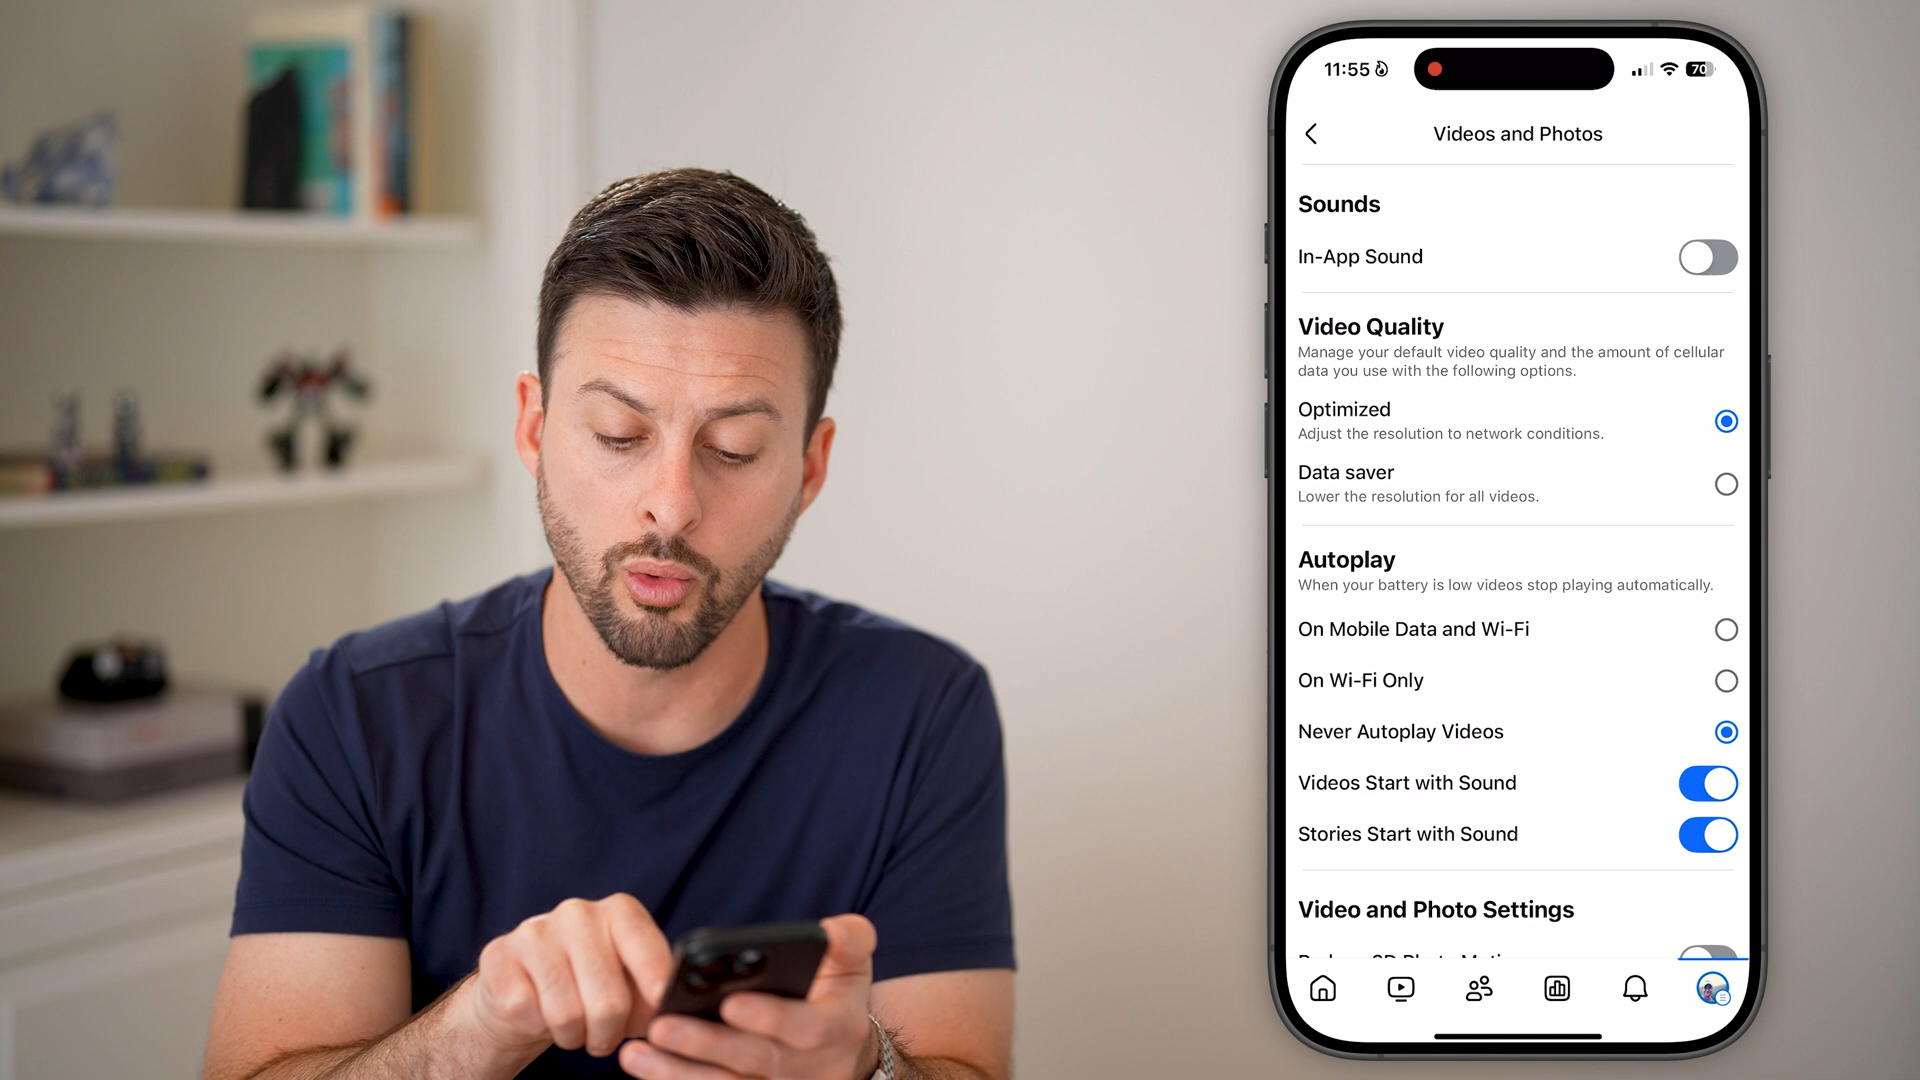 11:55
70
Videos and Photos
Sounds
In-App Sound
Video Quality
Manage your default video quality and the amount of cellular
data you use with the following options.
Optimized
Adjust the resolution to network conditions.
Data saver
Lower the resolution for all videos.
Autoplay
When your battery is low videos stop playing automatically.
On Mobile Data and Wi-Fi
On Wi-Fi Only
Never Autoplay Videos
Videos Start with Sound
Stories Start with Sound
Video and Photo Settings